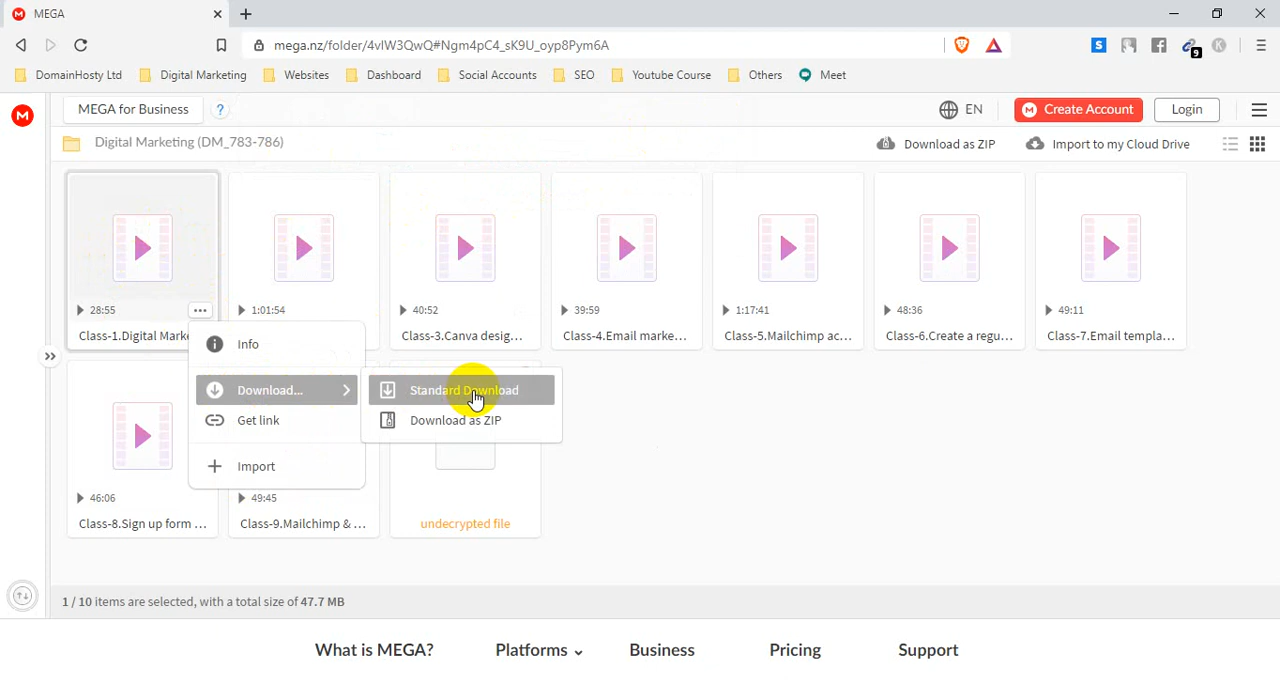 MEGA
mega.nz/folder/4vIW3QwQ#Ngm4pC4_sK9U_oyp8Pym6A
S
K
9
DomainHosty Ltd
Digital Marketing
Websites
Dashboard
Social Accounts
SEO
Youtube Course
Others
Meet
MEGA for Business
?
EN
M Create Account
Login
Digital Marketing (DM_783-786)
Download as ZIP
Import to my Cloud Drive
28:55
1:01:54
40:52
39:59
1:17:41
48:36
49:11
Class-1.Digital Marke
Class-3.Canva desig...
Class-4.Email marke...
Class-5.Mailchimp ac...
Class-6.Create a regu...
Class-7.Email templa...
Info
Download...
Get link
Import
Standard Download
Download as ZIP
46:06
49:45
Class-8.Sign up form ...
Class-9.Mailchimp & ...
undecrypted file
1 / 10 items are selected, with a total size of 47.7 MB
What is MEGA?
Platforms
Business
Pricing
Support